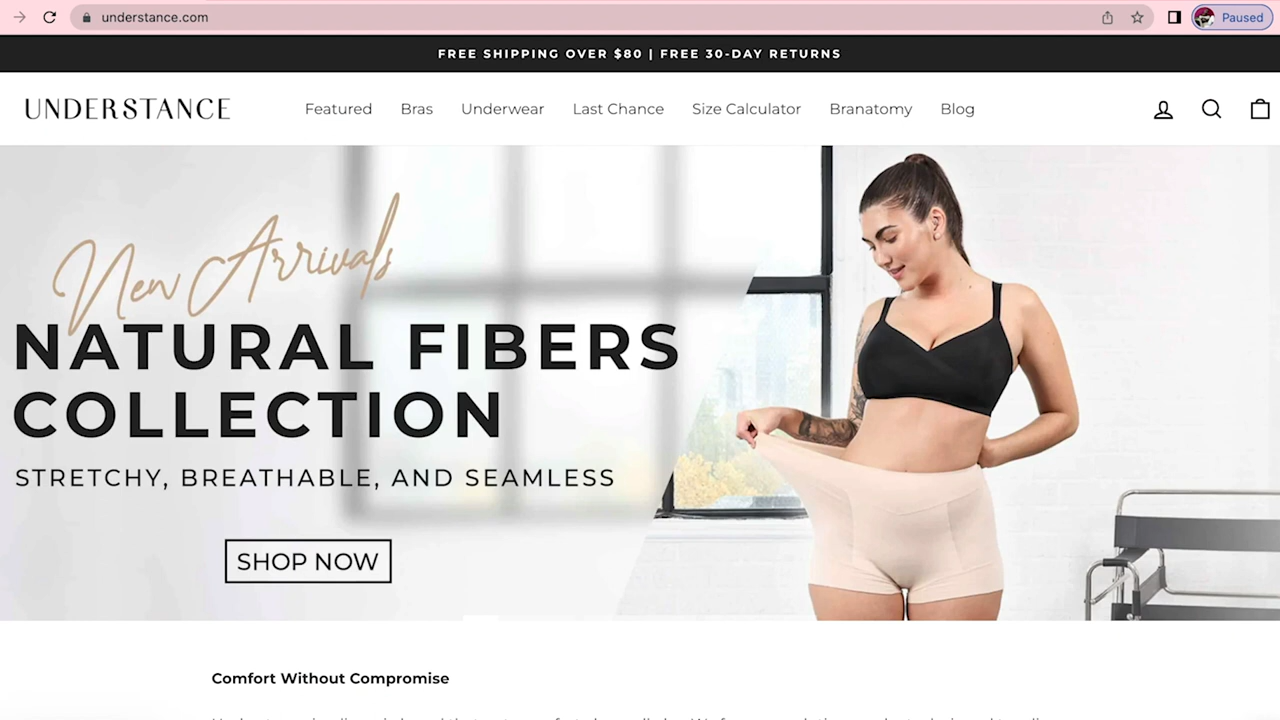 understance.com
Paused
FREE SHIPPING OVER $80 | FREE 30-DAY RETURNS
UNDERSTANCE
Featured Bras Underwear Last Chance Size Calculator Branatomy Blog
New Arrivals
NATURAL FIBERS
COLLECTION
STRETCHY, BREATHABLE, AND SEAMLESS
SHOP NOW
Comfort Without Compromise